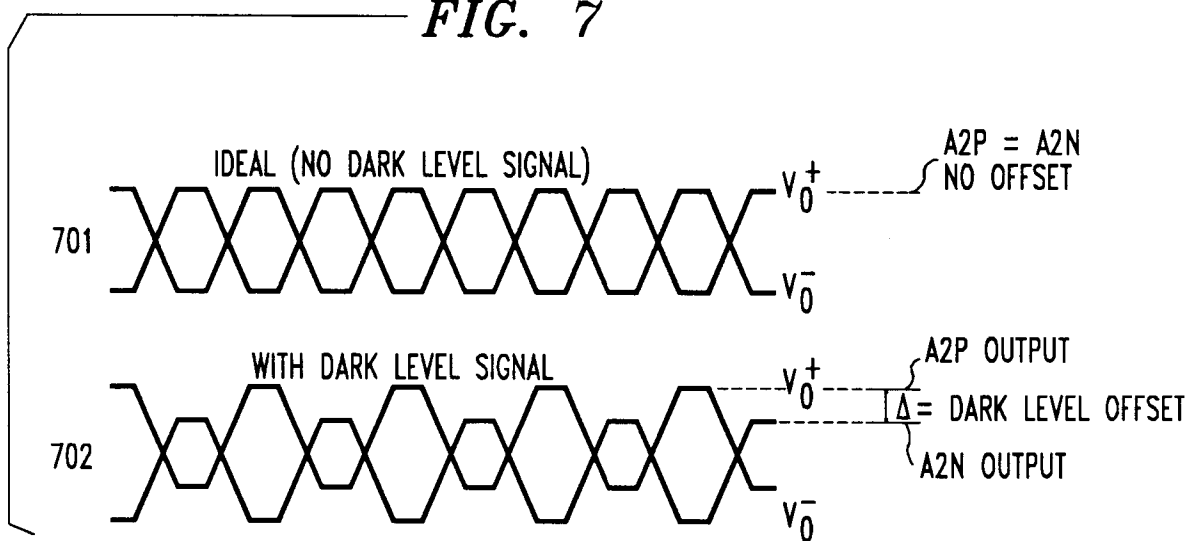 FIG. 7
IDEAL (NO DARK LEVEL SIGNAL)
701
V0+
V0-
A2P = A2N
NO OFFSET
WITH DARK LEVEL SIGNAL
702
V0+
V0-
A2P OUTPUT
Δ = DARK LEVEL OFFSET
A2N OUTPUT